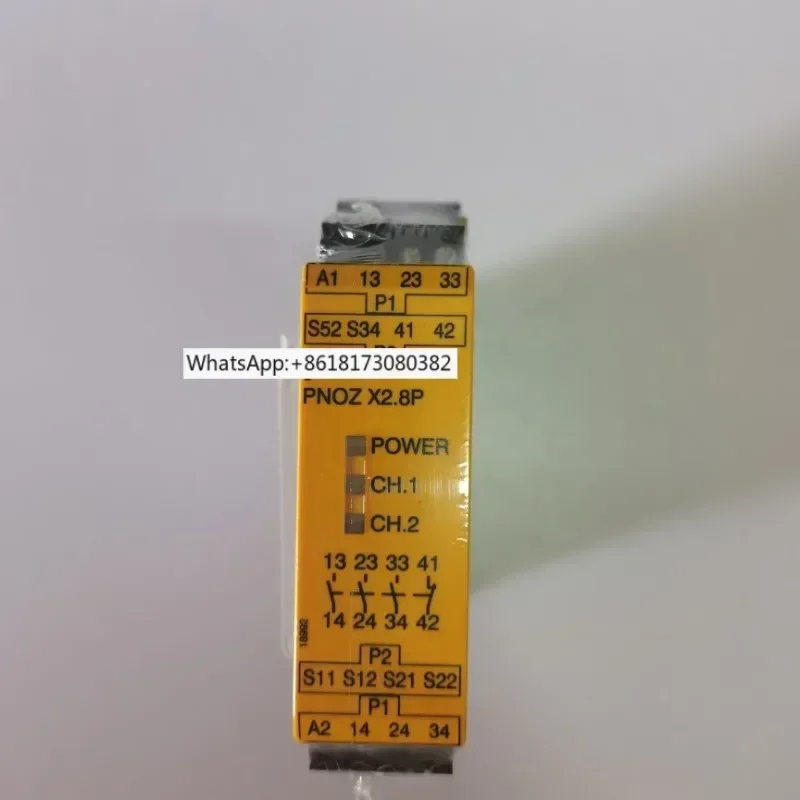 A1 13 23 33
P1
S52 S34 41 42
WhatsApp:+8618173080382
PNOZ X2.8P
POWER
CH.1
CH.2
13 23 33 41
14 24 34 42
18992
P2
S11 S12 S21 S22
P1
A2 14 24 34